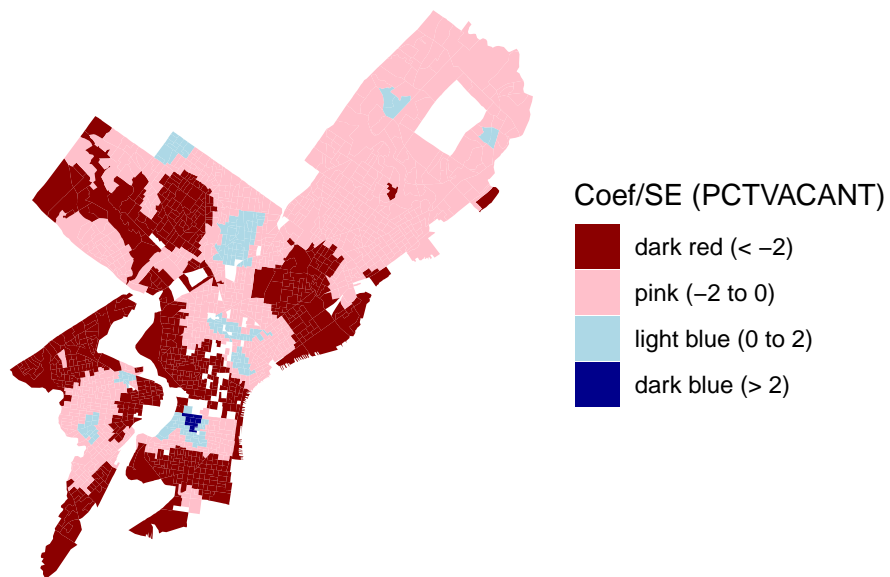 Coef/SE (PCTVACANT)
dark red (< −2)
pink (−2 to 0)
light blue (0 to 2)
dark blue (> 2)